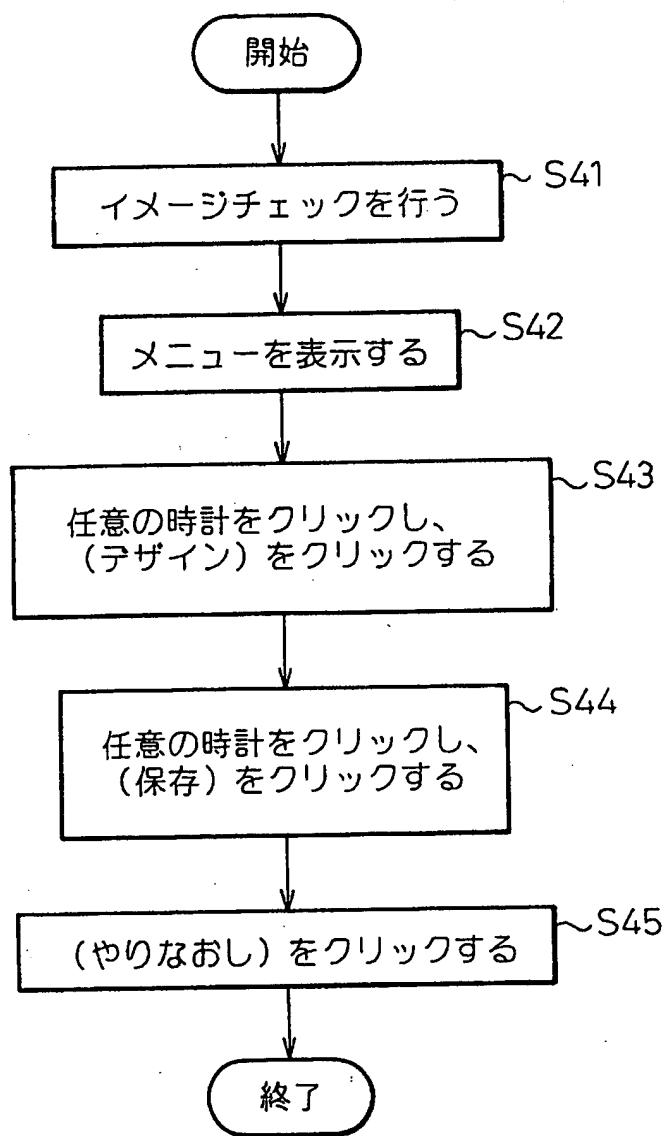 開始
イメージチェックを行う
S41
メニューを表示する
S42
任意の時計をクリックし、
(デザイン)をクリックする
S43
任意の時計をクリックし、
(保存)をクリックする
S44
(やりなおし)をクリックする
S45
終了